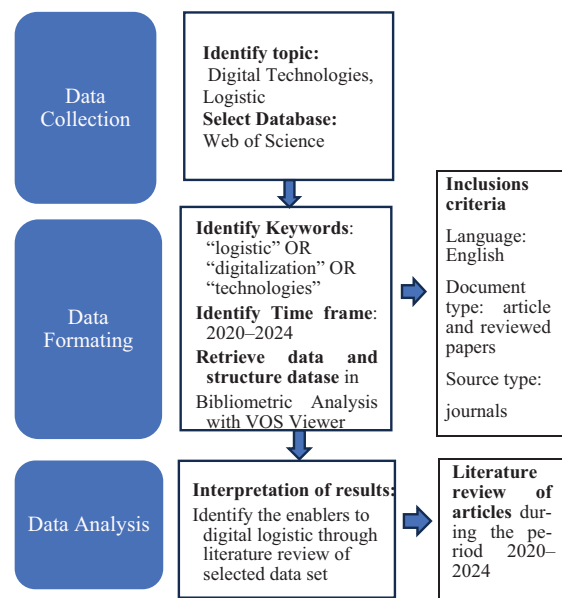 Data
Collection
Identify topic:
Digital Technologies,
Logistic
Select Database:
Web of Science
Data
Formating
Identify Keywords:
“logistic” OR
“digitalization” OR
“technologies”
Identify Time frame:
2020–2024
Retrieve data and
structure datase in
Bibliometric Analysis
with VOS Viewer
Inclusions
criteria
Language:
English
Document
type: article
and reviewed
papers
Source type:
journals
Data Analysis
Interpretation of results:
Identify the enablers to
digital logistic through
literature review of
selected data set
Literature
review of
articles dur-
ing the pe-
riod 2020–
2024